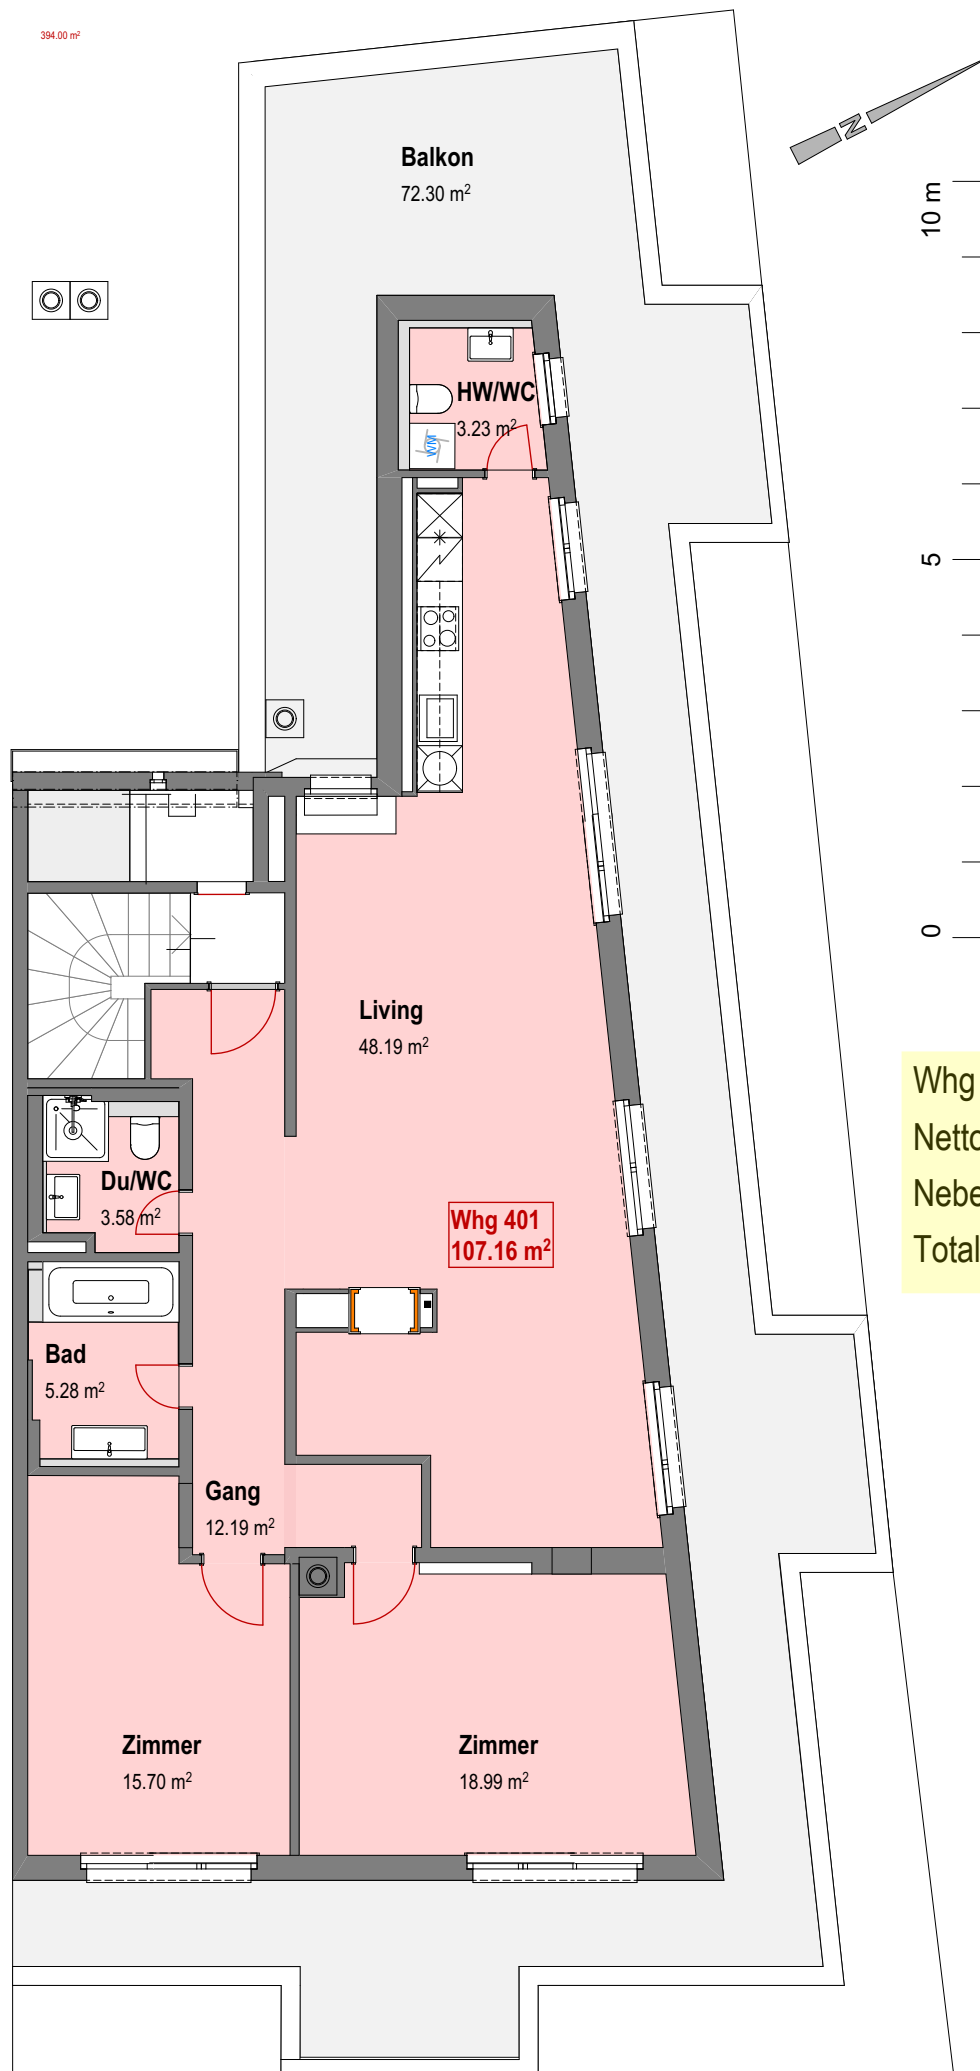 394.00 m²
Balkon
72.30 m²
N
10 m
HW/WC
3.23 m²
WM
5
0
Living
48.19 m²
Whg
Du/WC
3.58 m²
Whg 401
107.16 m²
Total
Bad
5.28 m²
Gang
12.19 m²
Zimmer
15.70 m²
Zimmer
18.99 m²